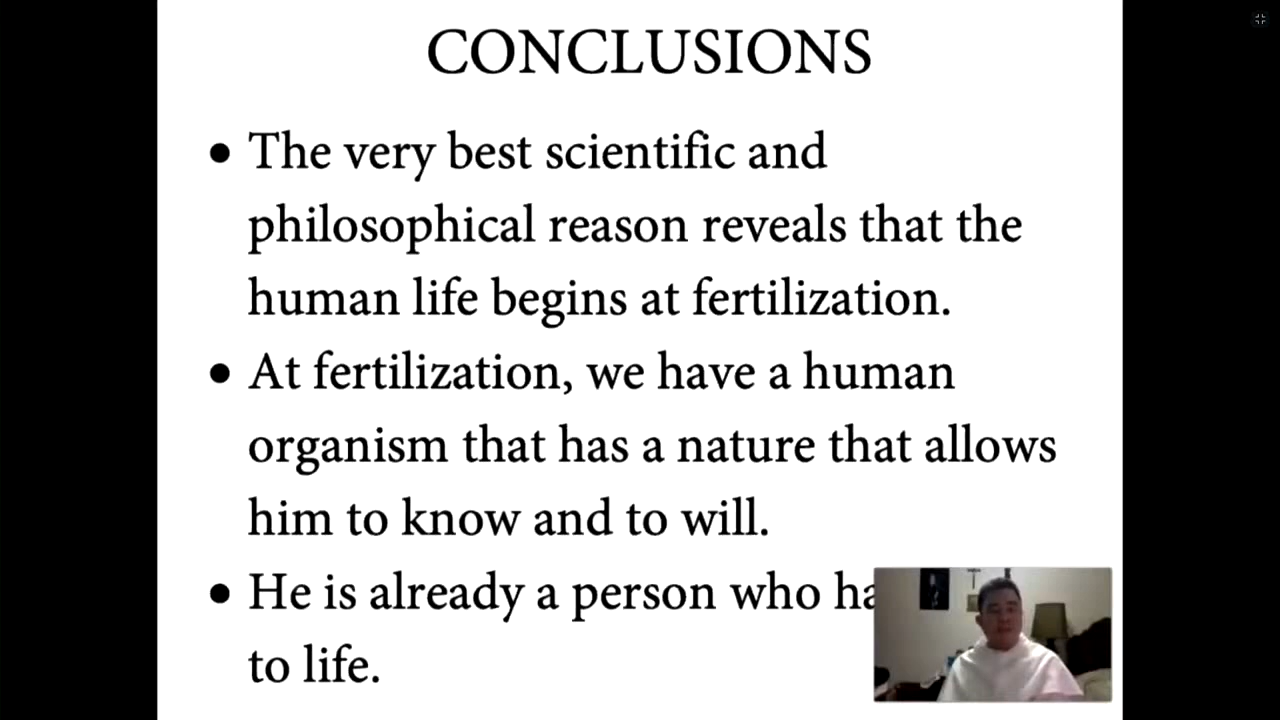 CONCLUSIONS
• The very best scientific and
philosophical reason reveals that the
human life begins at fertilization.
• At fertilization, we have a human
organism that has a nature that allows
him to know and to will.
• He is already a person who
to life.